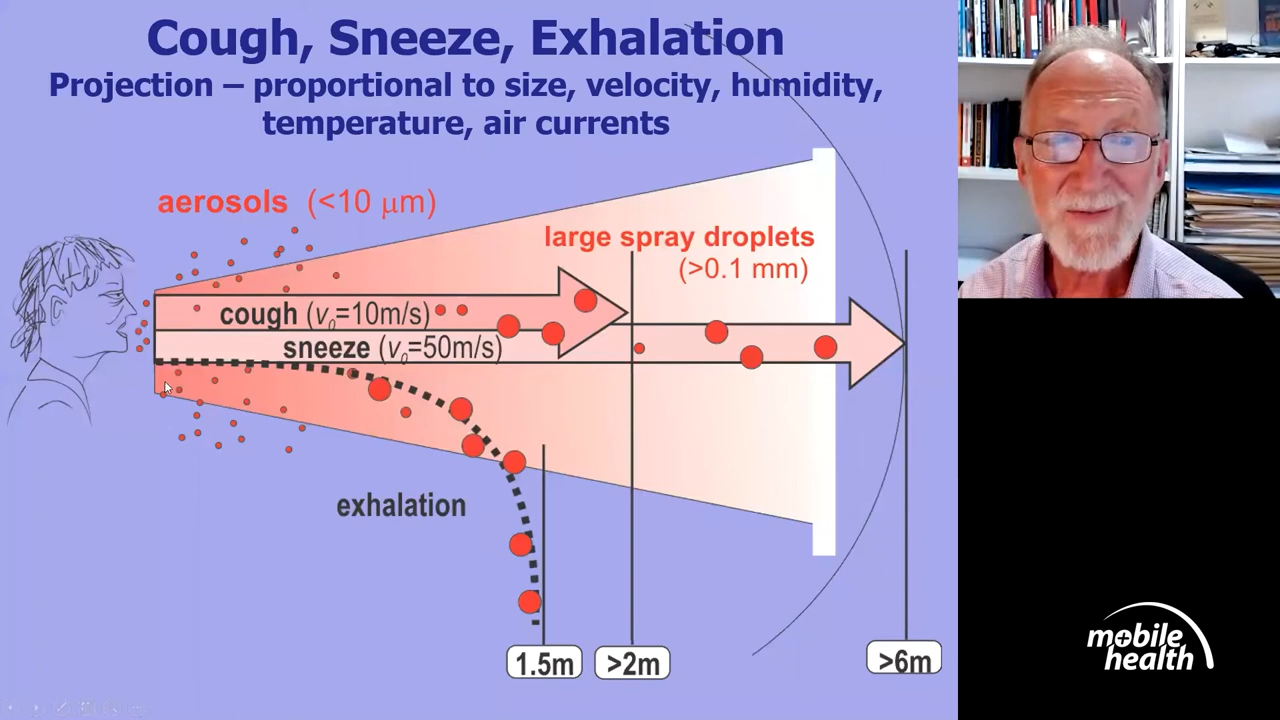 Cough, Sneeze, Exhalation
Projection – proportional to size, velocity, humidity,
temperature, air currents
aerosols (<10 μm)
large spray droplets
(>0.1 mm)
cough (v₀=10m/s)
sneeze (v₀=50m/s)
exhalation
1.5m
>2m
>6m
mobile
health